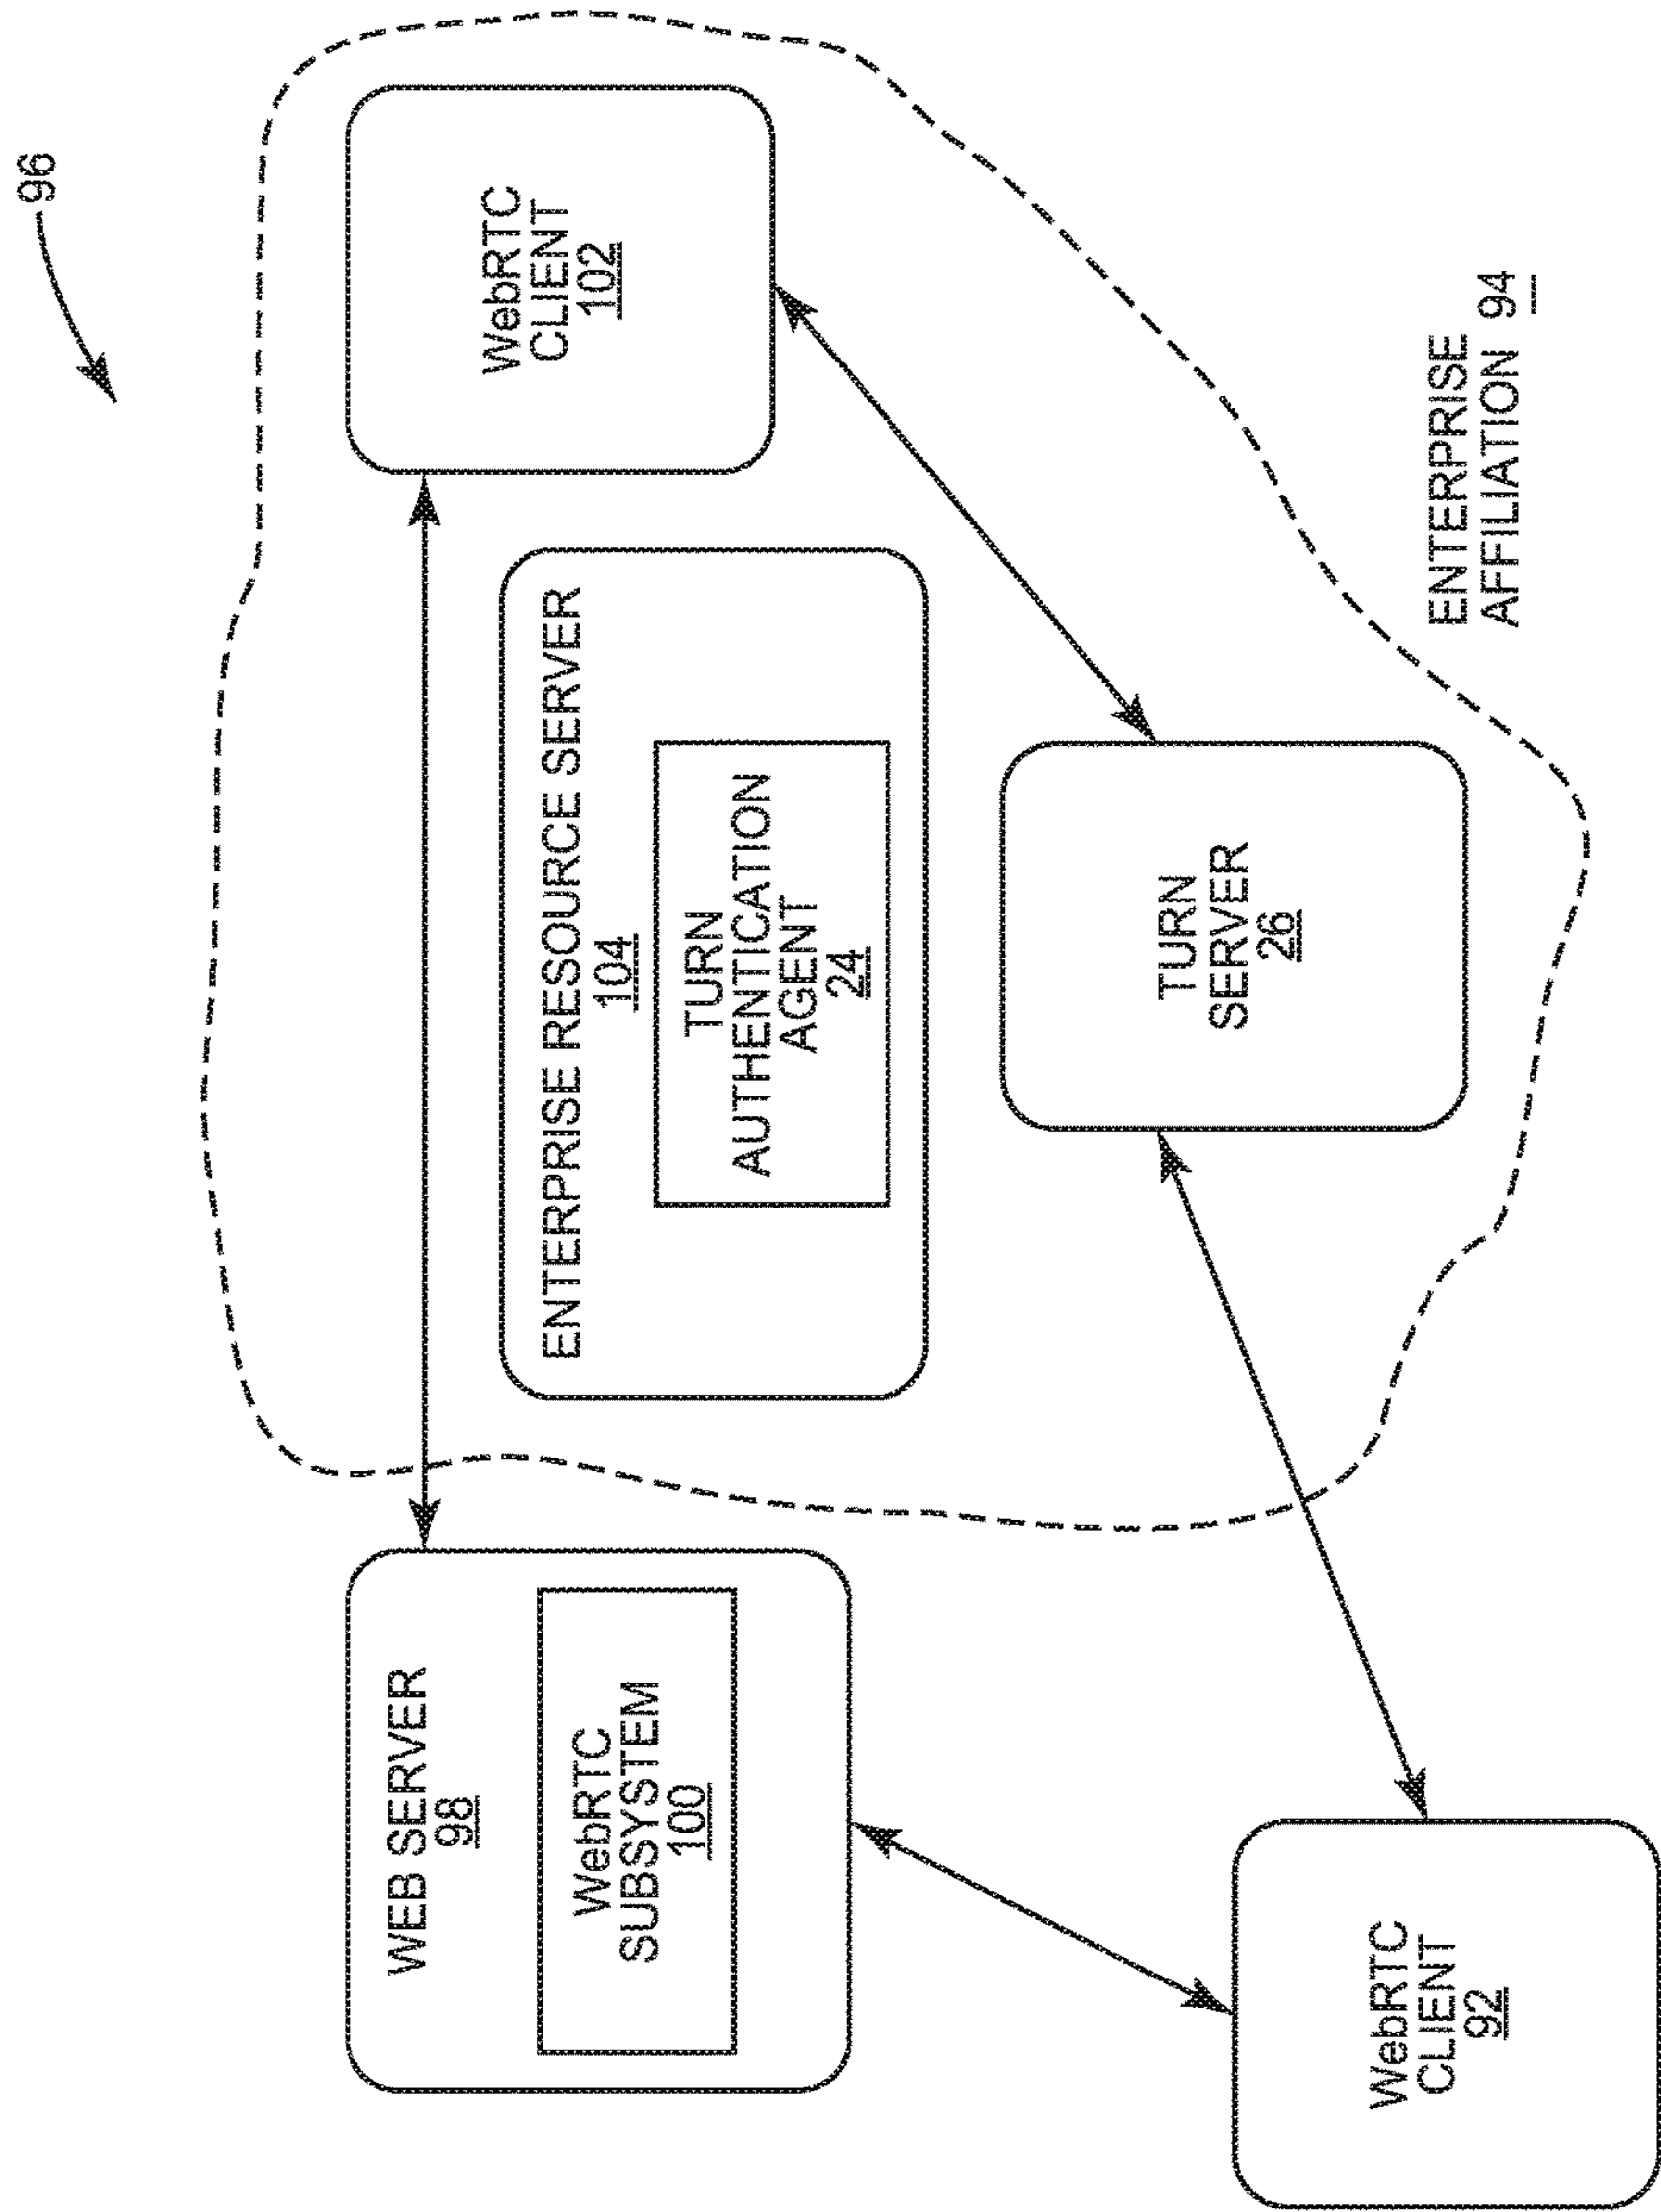 96
WEB SERVER
98
WebRTC
SUBSYSTEM
100
WebRTC
CLIENT
102
ENTERPRISE RESOURCE SERVER
104
TURN
AUTHENTICATION
AGENT
24
TURN
SERVER
26
WebRTC
CLIENT
92
ENTERPRISE
AFFILIATION 94